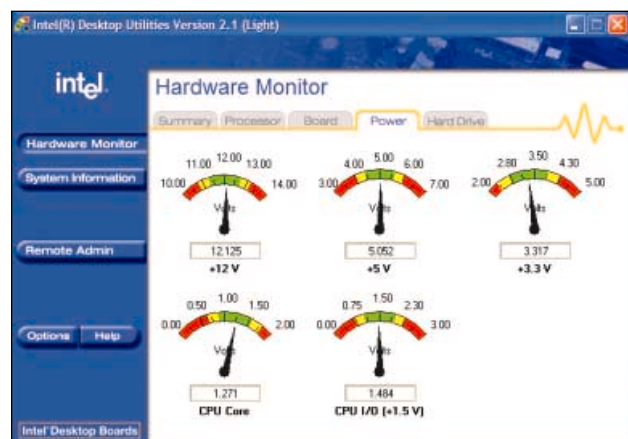 Intel(R) Desktop Utilities Version 2.1 (Light)
intel.
Hardware Monitor
Summary Processor Board Power Hard Drive
Hardware Monitor
System Information
Remote Admin
Options Help
Intel Desktop Boards
10.00 11.00 12.00 13.00 14.00
Volts
12.125
+12 V
3.00 4.00 5.00 6.00 7.00
Volts
5.052
+5 V
2.00 2.80 3.50 4.30 5.00
Volts
3.317
+3.3 V
0.00 0.50 1.00 1.50 2.00
Volts
1.271
CPU Core
0.00 0.75 1.50 2.30 3.00
Volts
1.484
CPU I/O (+1.5 V)